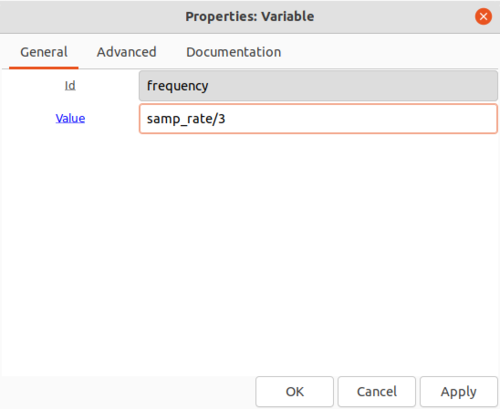 Properties: Variable
General Advanced Documentation
Id frequency
Value samp_rate/3
OK Cancel Apply